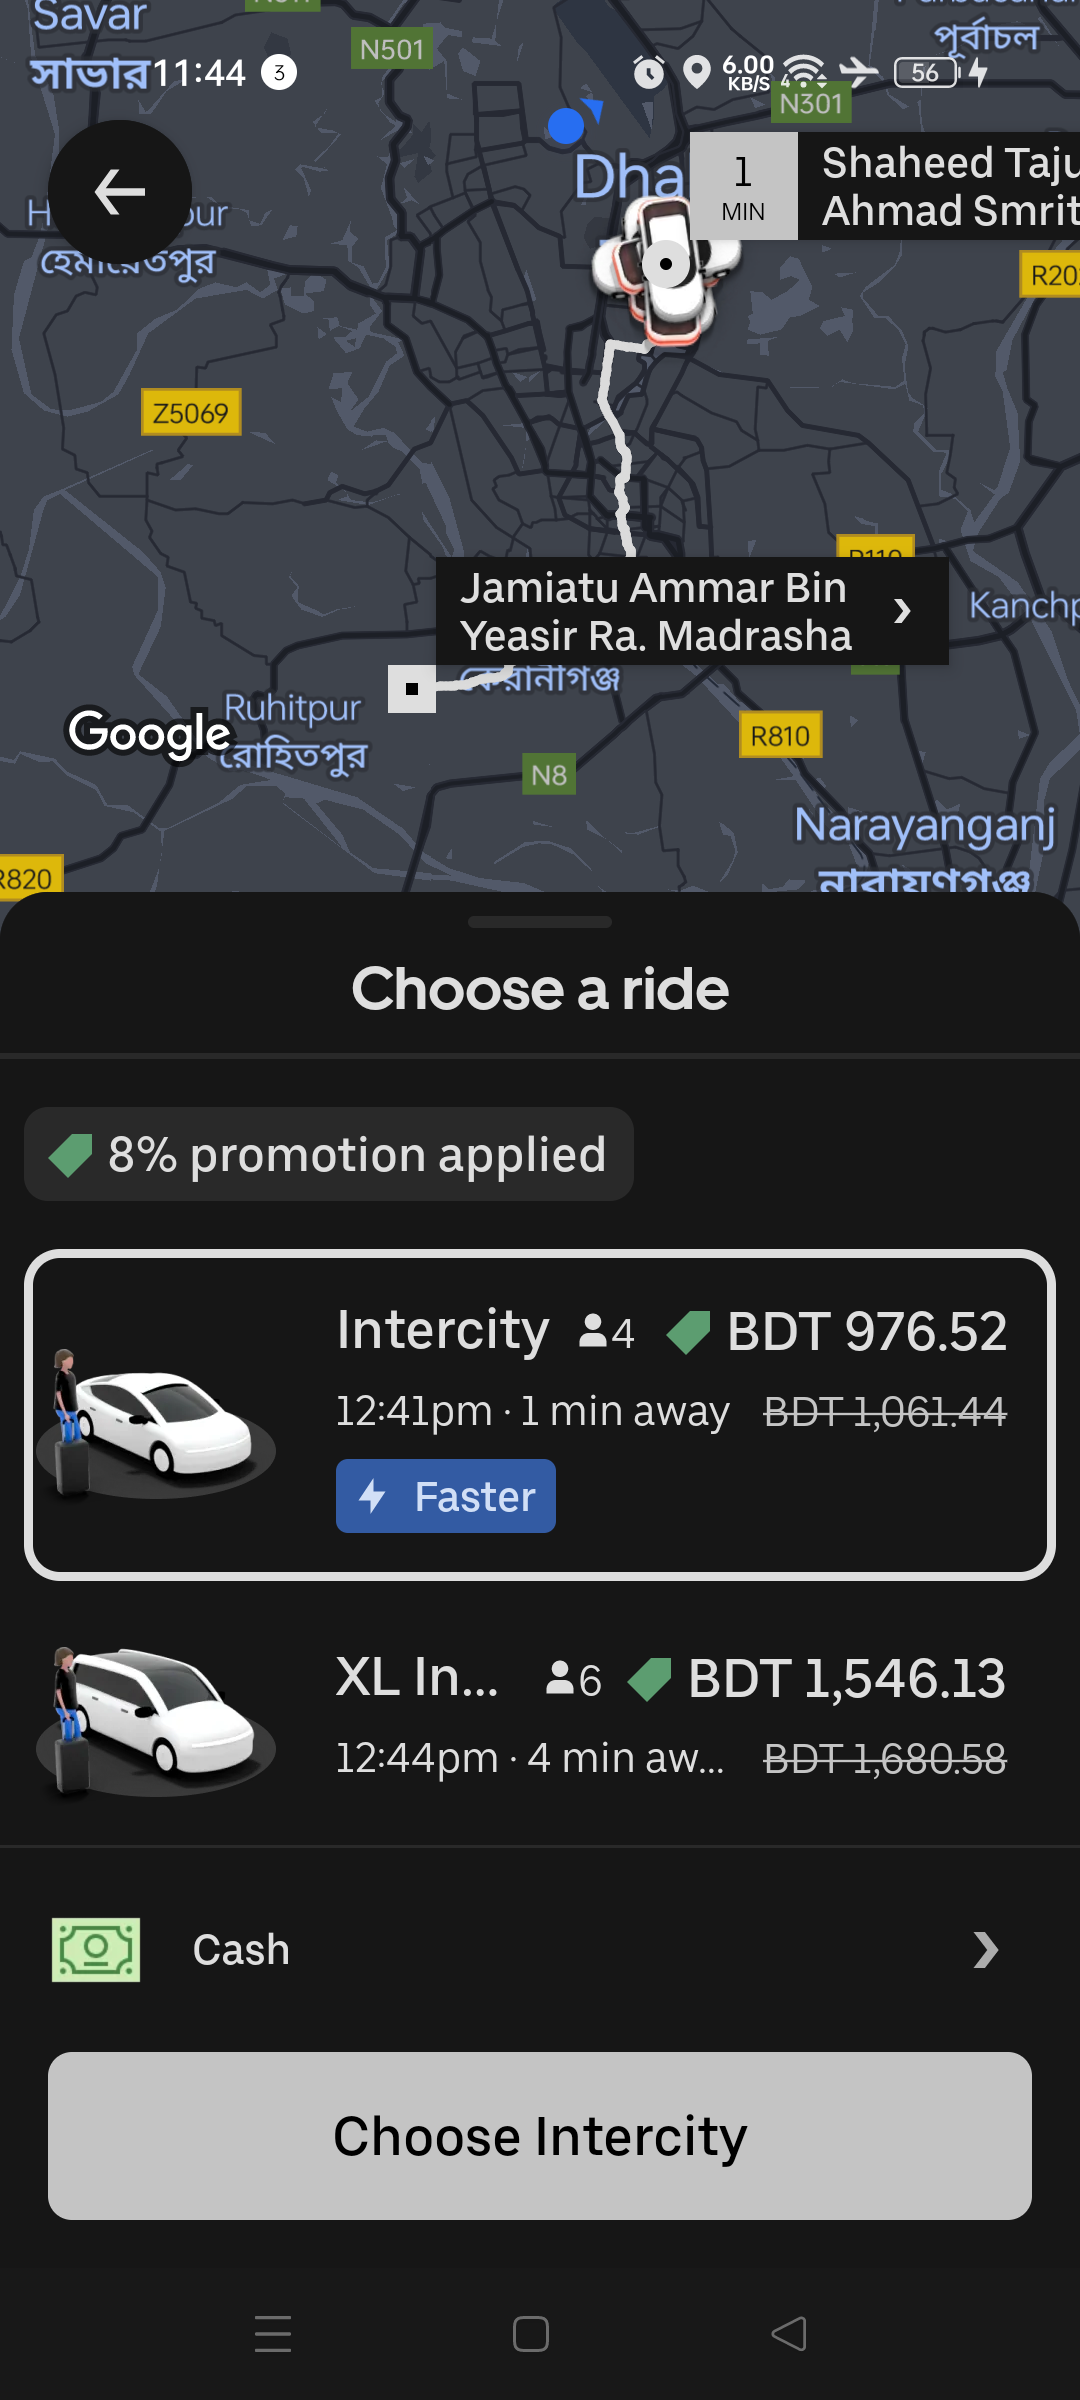 Savar
সাভার
N501
পূর্বাচল
11:44
3
6.00
KB/S
4
56
N301
Dha
1
MIN
Shaheed Taju
Ahmad Smrit
হেমায়েতপুর
Z5069
Jamiatu Ammar Bin
Yeasir Ra. Madrasha
Kanchp
কেরানীগঞ্জ
Ruhitpur
রোহিতপুর
Google
R810
N8
Narayanganj
নারায়ণগঞ্জ
R820
Choose a ride
8% promotion applied
Intercity 4 BDT 976.52
12:41pm · 1 min away BDT 1,061.44
Faster
XL In... 6 BDT 1,546.13
12:44pm · 4 min aw... BDT 1,680.58
Cash
Choose Intercity